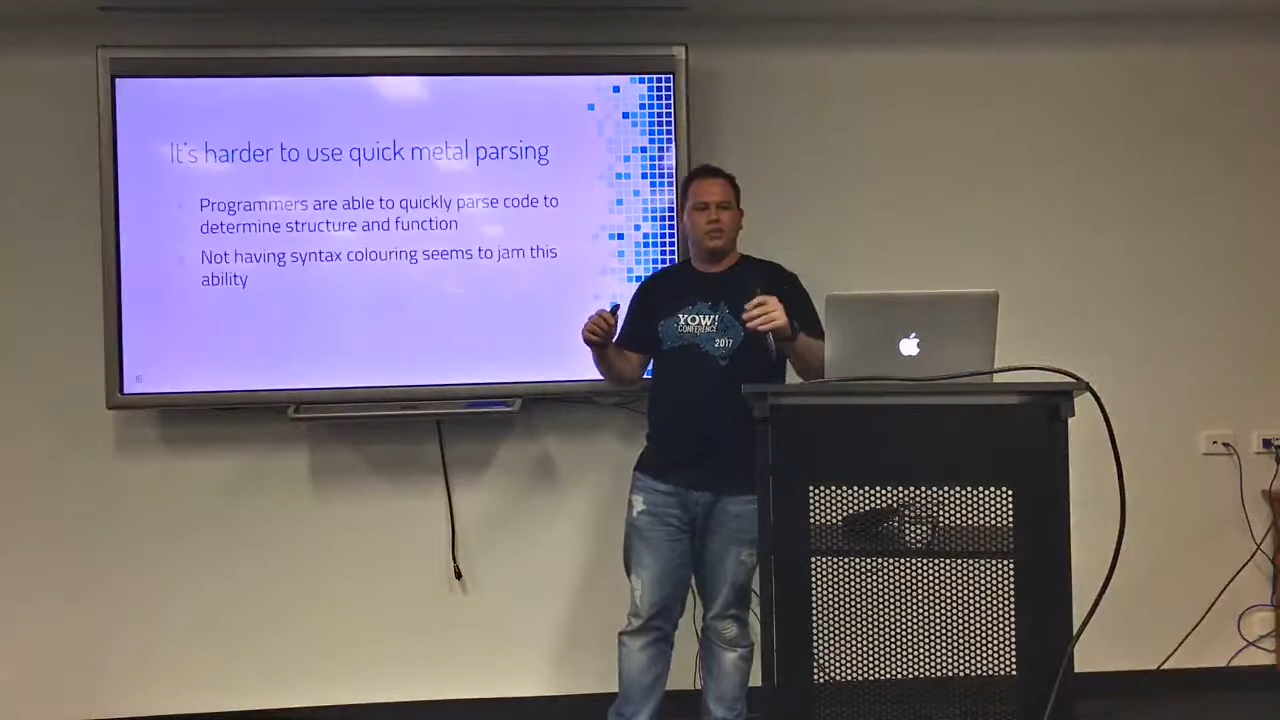 It's harder to use quick metal parsing
Programmers are able to quickly parse code to
determine structure and function
Not having syntax colouring seems to jam this
ability
16
YOW!
CONFERENCE
2017